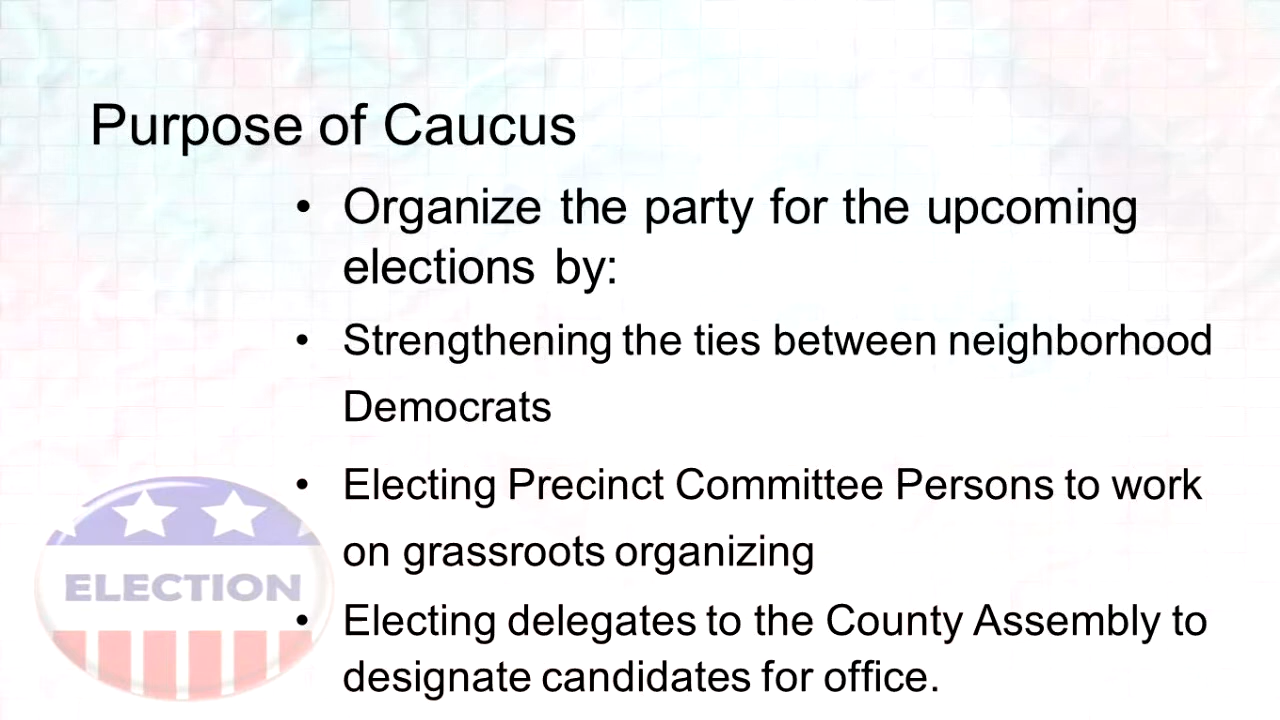 Purpose of Caucus
• Organize the party for the upcoming
elections by:
• Strengthening the ties between neighborhood
Democrats
• Electing Precinct Committee Persons to work
on grassroots organizing
ELECTION
• Electing delegates to the County Assembly to
designate candidates for office.